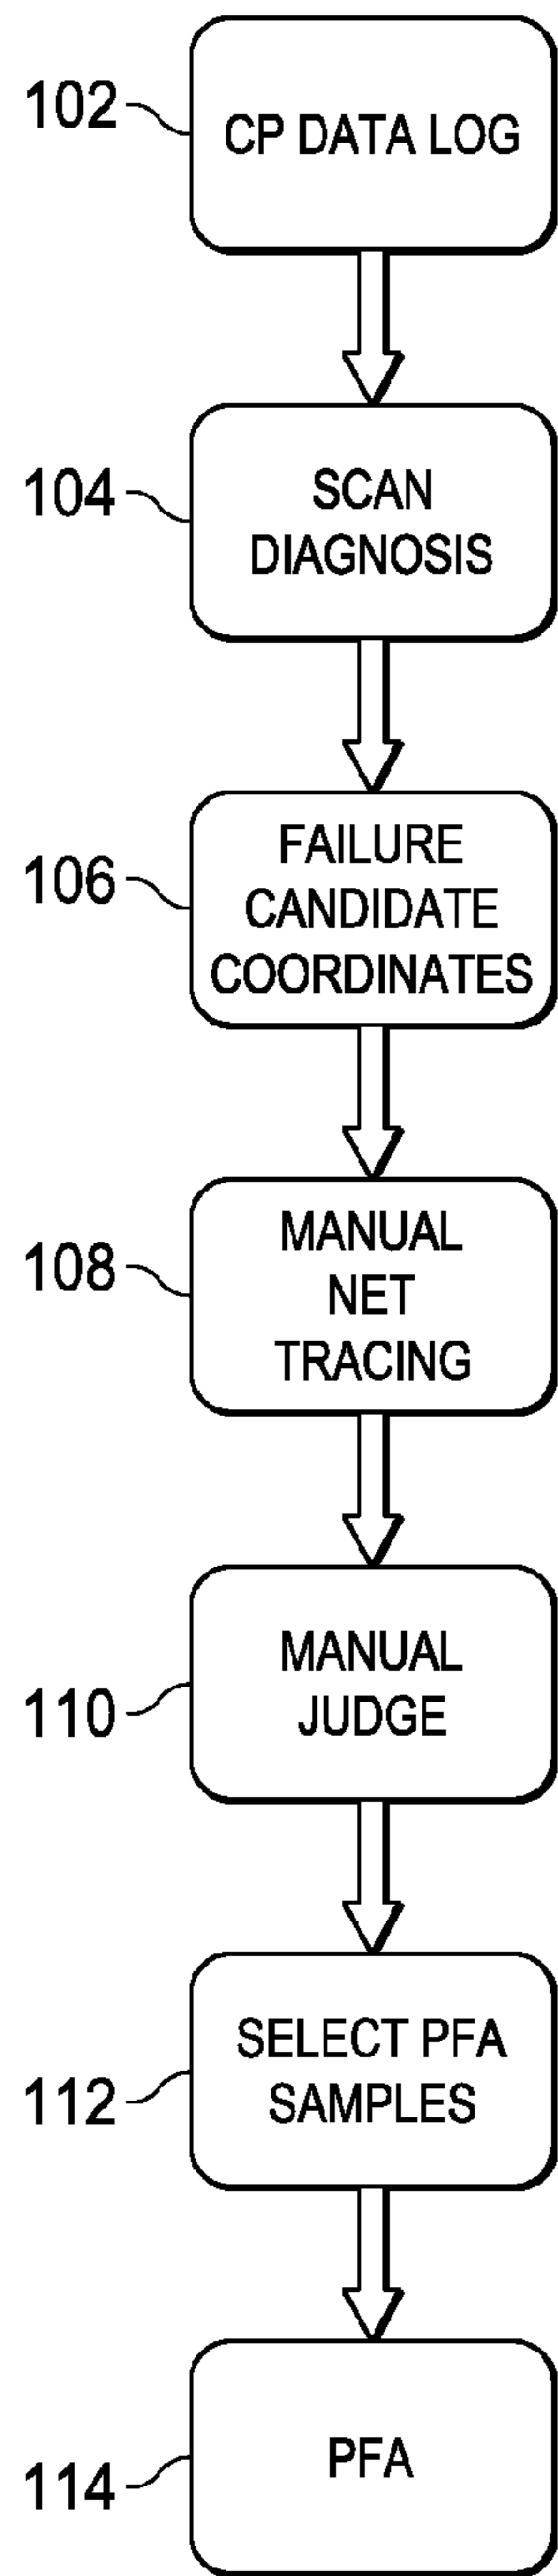 102
CP DATA LOG
104
SCAN
DIAGNOSIS
106
FAILURE
CANDIDATE
COORDINATES
108
MANUAL
NET
TRACING
110
MANUAL
JUDGE
112
SELECT PFA
SAMPLES
114
PFA